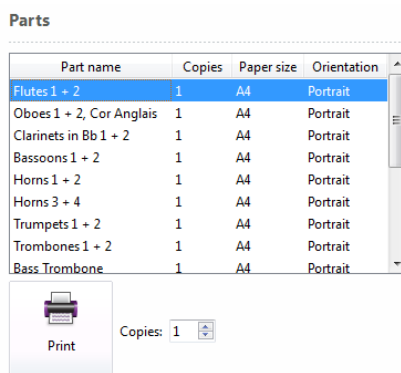 Parts
Part name Copies Paper size Orientation
Flutes 1 + 2 1 A4 Portrait
Oboes 1 + 2, Cor Anglais 1 A4 Portrait
Clarinets in Bb 1 + 2 1 A4 Portrait
Bassoons 1 + 2 1 A4 Portrait
Horns 1 + 2 1 A4 Portrait
Horns 3 + 4 1 A4 Portrait
Trumpets 1 + 2 1 A4 Portrait
Trombones 1 + 2 1 A4 Portrait
Bass Trombone 1 A4 Portrait
Copies: 1
Print